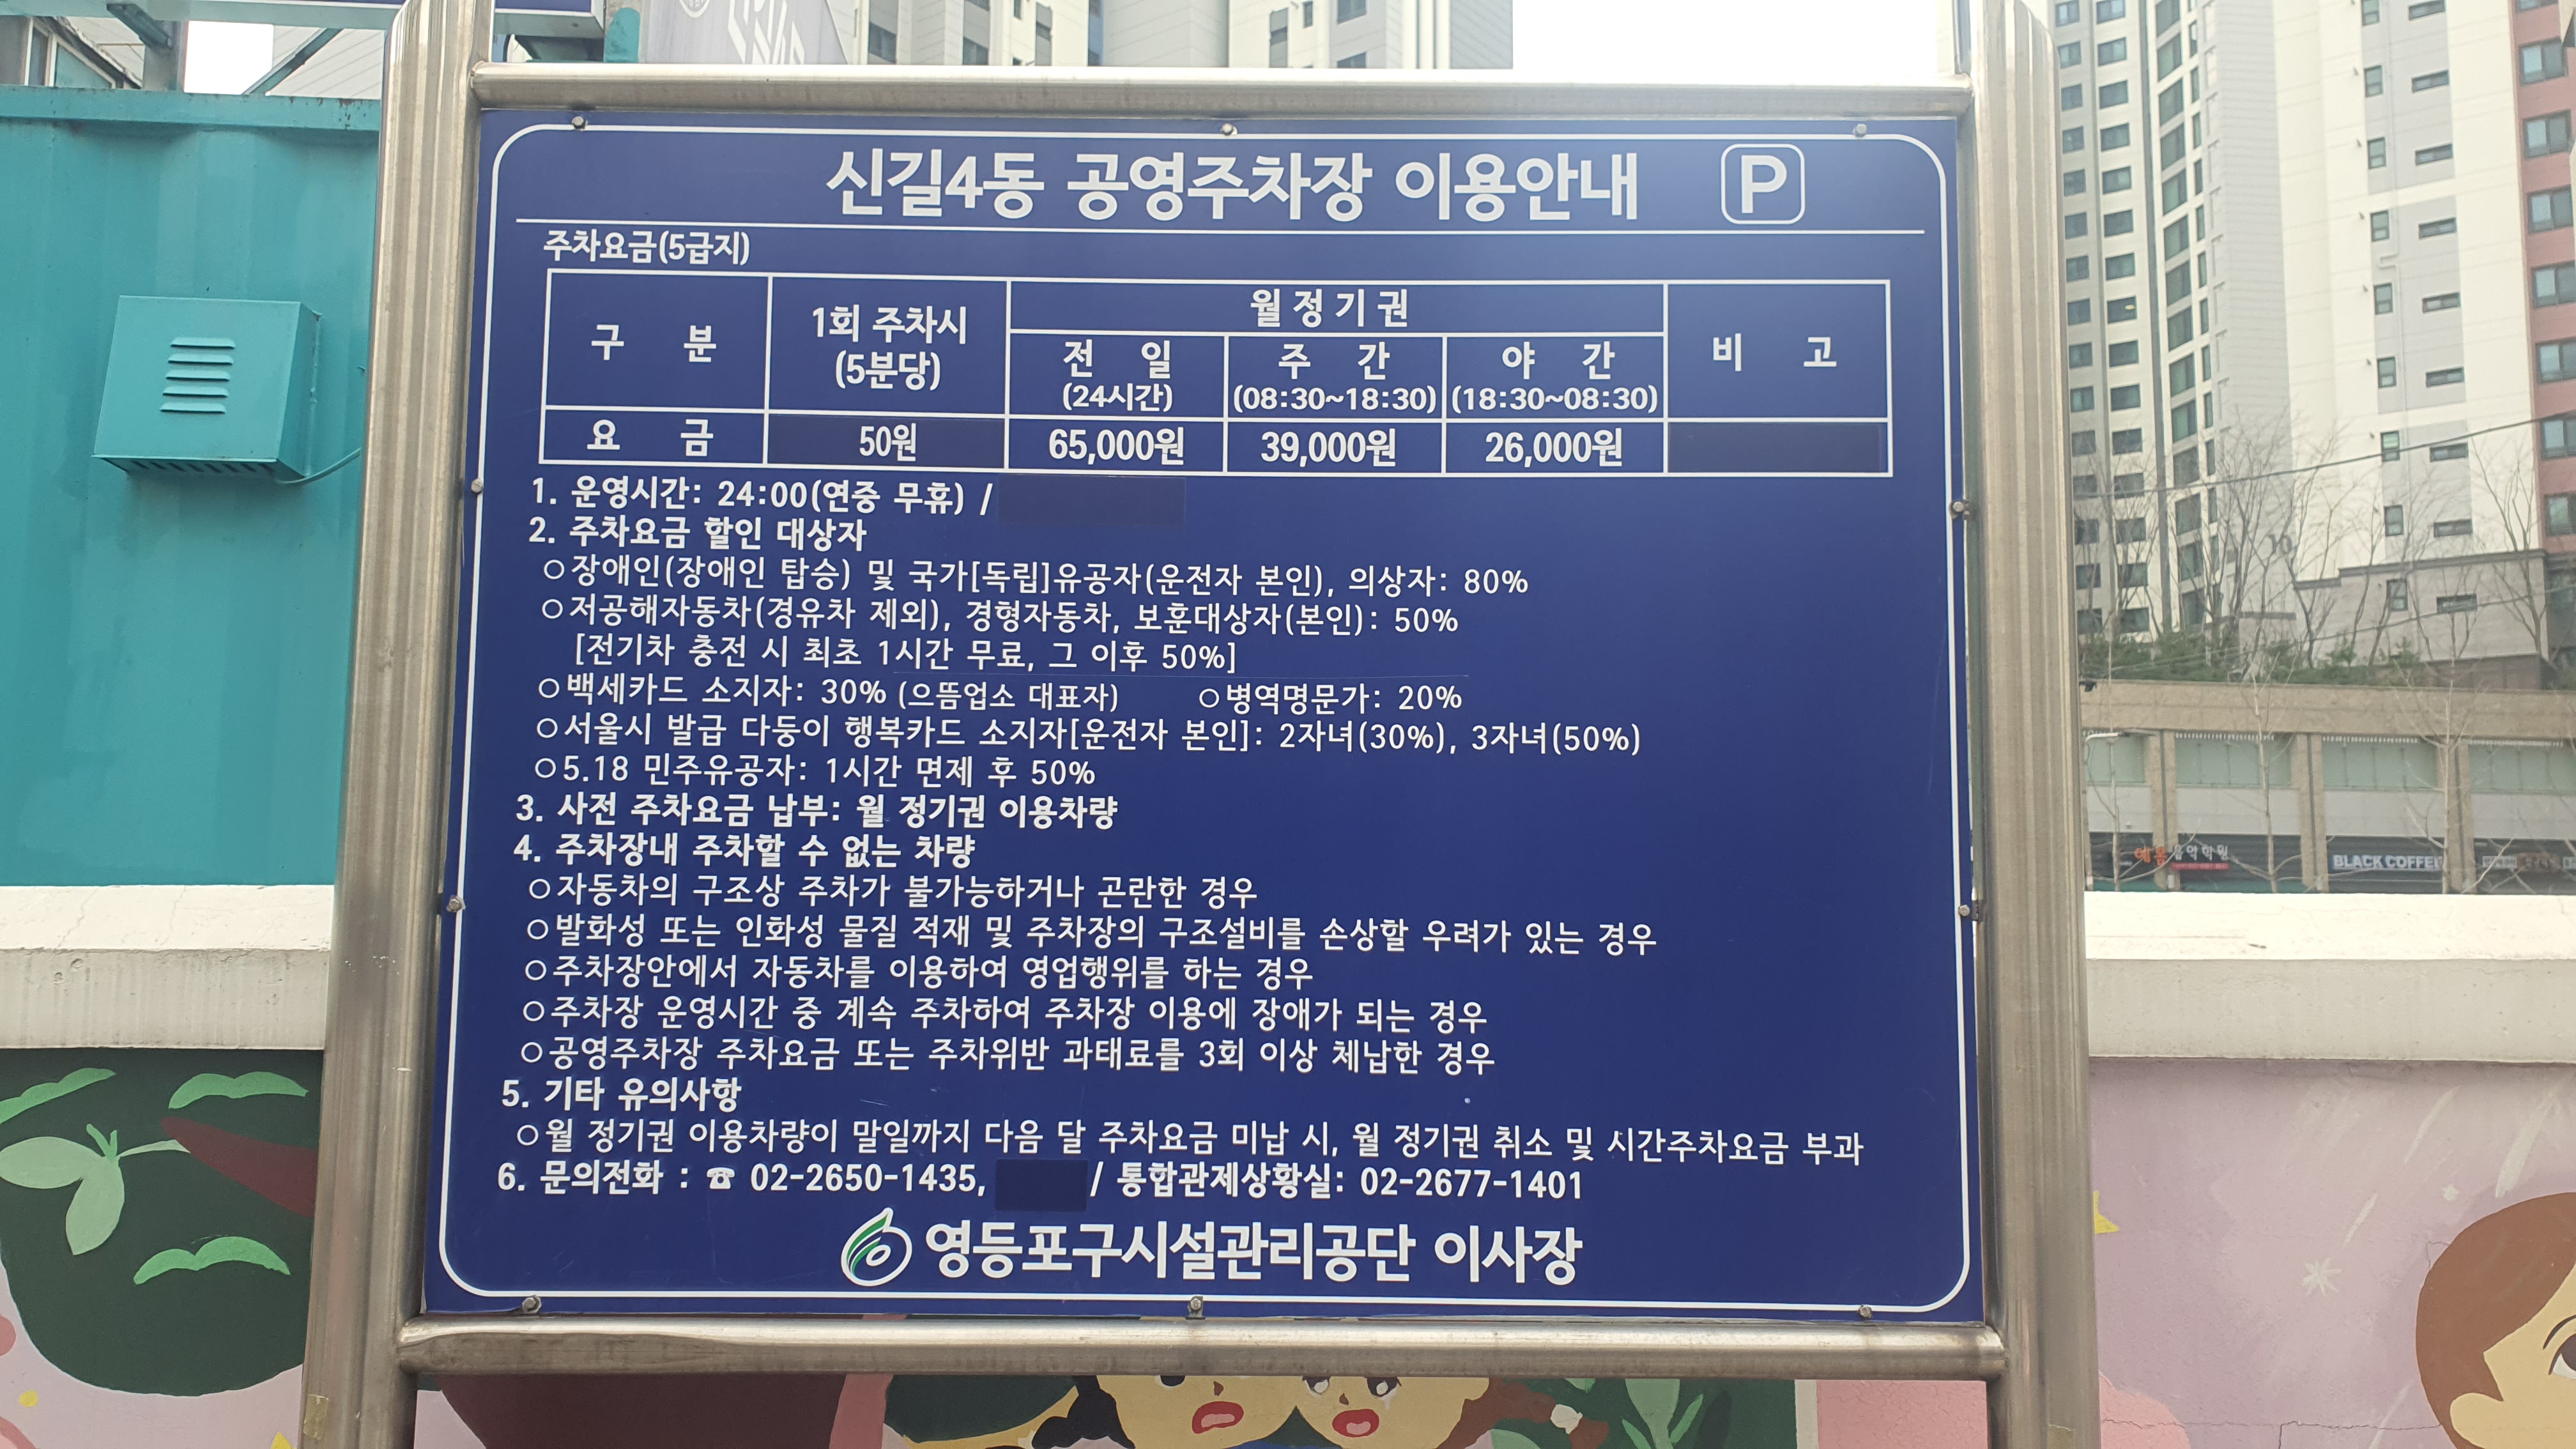 신길4동 공영주차장 이용안내 P
주차요금(5급지)
구 분
1회 주차시
(5분당)
월 정 기 권
전 일
(24시간)
주 간
(08:30~18:30)
야 간
(18:30~08:30)
비 고
요 금 50원 65,000원 39,000원 26,000원
1. 운영시간: 24:00(연중 무휴) /
2. 주차요금 할인 대상자
○장애인(장애인 탑승) 및 국가[독립]유공자(운전자 본인), 의상자: 80%
○저공해자동차(경유차 제외), 경형자동차, 보훈대상자(본인): 50%
[전기차 충전 시 최초 1시간 무료, 그 이후 50%]
○백세카드 소지자: 30% (으뜸업소 대표자) ○병역명문가: 20%
○서울시 발급 다둥이 행복카드 소지자[운전자 본인]: 2자녀(30%), 3자녀(50%)
○5.18 민주유공자: 1시간 면제 후 50%
3. 사전 주차요금 납부: 월 정기권 이용차량
4. 주차장내 주차할 수 없는 차량
○자동차의 구조상 주차가 불가능하거나 곤란한 경우
○발화성 또는 인화성 물질 적재 및 주차장의 구조설비를 손상할 우려가 있는 경우
○주차장안에서 자동차를 이용하여 영업행위를 하는 경우
○주차장 운영시간 중 계속 주차하여 주차장 이용에 장애가 되는 경우
○공영주차장 주차요금 또는 주차위반 과태료를 3회 이상 체납한 경우
5. 기타 유의사항
○월 정기권 이용차량이 말일까지 다음 달 주차요금 미납 시, 월 정기권 취소 및 시간주차요금 부과
6. 문의전화 : ☎ 02-2650-1435, / 통합관제상황실: 02-2677-1401
영등포구시설관리공단 이사장
BLACK COFFEE